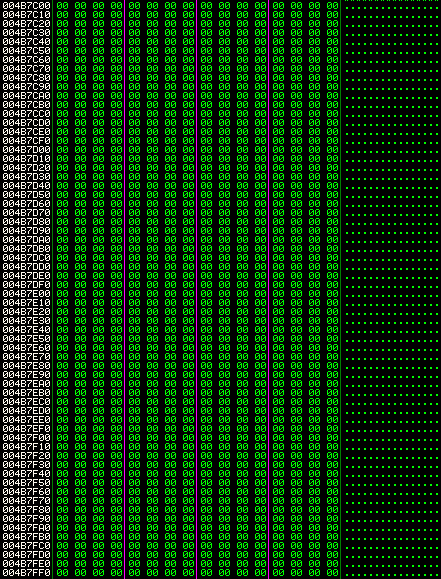 004B7C00 00 00 00 00 00 00 00 00 00 00 00 00 00 00 00 00 ................
004B7C10 00 00 00 00 00 00 00 00 00 00 00 00 00 00 00 00 ................
004B7C20 00 00 00 00 00 00 00 00 00 00 00 00 00 00 00 00 ................
004B7C30 00 00 00 00 00 00 00 00 00 00 00 00 00 00 00 00 ................
004B7C40 00 00 00 00 00 00 00 00 00 00 00 00 00 00 00 00 ................
004B7C50 00 00 00 00 00 00 00 00 00 00 00 00 00 00 00 00 ................
004B7C60 00 00 00 00 00 00 00 00 00 00 00 00 00 00 00 00 ................
004B7C70 00 00 00 00 00 00 00 00 00 00 00 00 00 00 00 00 ................
004B7C80 00 00 00 00 00 00 00 00 00 00 00 00 00 00 00 00 ................
004B7C90 00 00 00 00 00 00 00 00 00 00 00 00 00 00 00 00 ................
004B7CA0 00 00 00 00 00 00 00 00 00 00 00 00 00 00 00 00 ................
004B7CB0 00 00 00 00 00 00 00 00 00 00 00 00 00 00 00 00 ................
004B7CC0 00 00 00 00 00 00 00 00 00 00 00 00 00 00 00 00 ................
004B7CD0 00 00 00 00 00 00 00 00 00 00 00 00 00 00 00 00 ................
004B7CE0 00 00 00 00 00 00 00 00 00 00 00 00 00 00 00 00 ................
004B7CF0 00 00 00 00 00 00 00 00 00 00 00 00 00 00 00 00 ................
004B7D00 00 00 00 00 00 00 00 00 00 00 00 00 00 00 00 00 ................
004B7D10 00 00 00 00 00 00 00 00 00 00 00 00 00 00 00 00 ................
004B7D20 00 00 00 00 00 00 00 00 00 00 00 00 00 00 00 00 ................
004B7D30 00 00 00 00 00 00 00 00 00 00 00 00 00 00 00 00 ................
004B7D40 00 00 00 00 00 00 00 00 00 00 00 00 00 00 00 00 ................
004B7D50 00 00 00 00 00 00 00 00 00 00 00 00 00 00 00 00 ................
004B7D60 00 00 00 00 00 00 00 00 00 00 00 00 00 00 00 00 ................
004B7D70 00 00 00 00 00 00 00 00 00 00 00 00 00 00 00 00 ................
004B7D80 00 00 00 00 00 00 00 00 00 00 00 00 00 00 00 00 ................
004B7D90 00 00 00 00 00 00 00 00 00 00 00 00 00 00 00 00 ................
004B7DA0 00 00 00 00 00 00 00 00 00 00 00 00 00 00 00 00 ................
004B7DB0 00 00 00 00 00 00 00 00 00 00 00 00 00 00 00 00 ................
004B7DC0 00 00 00 00 00 00 00 00 00 00 00 00 00 00 00 00 ................
004B7DD0 00 00 00 00 00 00 00 00 00 00 00 00 00 00 00 00 ................
004B7DE0 00 00 00 00 00 00 00 00 00 00 00 00 00 00 00 00 ................
004B7DF0 00 00 00 00 00 00 00 00 00 00 00 00 00 00 00 00 ................
004B7E00 00 00 00 00 00 00 00 00 00 00 00 00 00 00 00 00 ................
004B7E10 00 00 00 00 00 00 00 00 00 00 00 00 00 00 00 00 ................
004B7E20 00 00 00 00 00 00 00 00 00 00 00 00 00 00 00 00 ................
004B7E30 00 00 00 00 00 00 00 00 00 00 00 00 00 00 00 00 ................
004B7E40 00 00 00 00 00 00 00 00 00 00 00 00 00 00 00 00 ................
004B7E50 00 00 00 00 00 00 00 00 00 00 00 00 00 00 00 00 ................
004B7E60 00 00 00 00 00 00 00 00 00 00 00 00 00 00 00 00 ................
004B7E70 00 00 00 00 00 00 00 00 00 00 00 00 00 00 00 00 ................
004B7E80 00 00 00 00 00 00 00 00 00 00 00 00 00 00 00 00 ................
004B7E90 00 00 00 00 00 00 00 00 00 00 00 00 00 00 00 00 ................
004B7EA0 00 00 00 00 00 00 00 00 00 00 00 00 00 00 00 00 ................
004B7EB0 00 00 00 00 00 00 00 00 00 00 00 00 00 00 00 00 ................
004B7EC0 00 00 00 00 00 00 00 00 00 00 00 00 00 00 00 00 ................
004B7ED0 00 00 00 00 00 00 00 00 00 00 00 00 00 00 00 00 ................
004B7EE0 00 00 00 00 00 00 00 00 00 00 00 00 00 00 00 00 ................
004B7EF0 00 00 00 00 00 00 00 00 00 00 00 00 00 00 00 00 ................
004B7F00 00 00 00 00 00 00 00 00 00 00 00 00 00 00 00 00 ................
004B7F10 00 00 00 00 00 00 00 00 00 00 00 00 00 00 00 00 ................
004B7F20 00 00 00 00 00 00 00 00 00 00 00 00 00 00 00 00 ................
004B7F30 00 00 00 00 00 00 00 00 00 00 00 00 00 00 00 00 ................
004B7F40 00 00 00 00 00 00 00 00 00 00 00 00 00 00 00 00 ................
004B7F50 00 00 00 00 00 00 00 00 00 00 00 00 00 00 00 00 ................
004B7F60 00 00 00 00 00 00 00 00 00 00 00 00 00 00 00 00 ................
004B7F70 00 00 00 00 00 00 00 00 00 00 00 00 00 00 00 00 ................
004B7F80 00 00 00 00 00 00 00 00 00 00 00 00 00 00 00 00 ................
004B7F90 00 00 00 00 00 00 00 00 00 00 00 00 00 00 00 00 ................
004B7FA0 00 00 00 00 00 00 00 00 00 00 00 00 00 00 00 00 ................
004B7FB0 00 00 00 00 00 00 00 00 00 00 00 00 00 00 00 00 ................
004B7FC0 00 00 00 00 00 00 00 00 00 00 00 00 00 00 00 00 ................
004B7FD0 00 00 00 00 00 00 00 00 00 00 00 00 00 00 00 00 ................
004B7FE0 00 00 00 00 00 00 00 00 00 00 00 00 00 00 00 00 ................
004B7FF0 00 00 00 00 00 00 00 00 00 00 00 00 00 00 00 00 ................